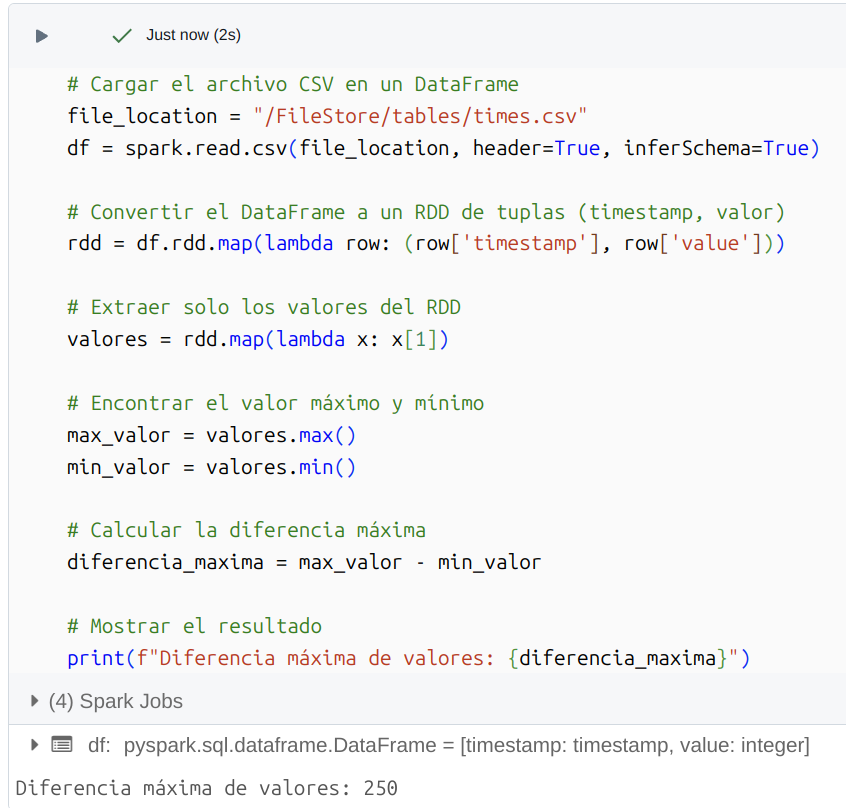 Just now (2s)
# Cargar el archivo CSV en un DataFrame
file_location = "/FileStore/tables/times.csv"
df = spark.read.csv(file_location, header=True, inferSchema=True)
# Convertir el DataFrame a un RDD de tuplas (timestamp, valor)
rdd = df.rdd.map(lambda row: (row['timestamp'], row['value']))
# Extraer solo los valores del RDD
valores = rdd.map(lambda x: x[1])
# Encontrar el valor máximo y mínimo
max_valor = valores.max()
min_valor = valores.min()
# Calcular la diferencia máxima
diferencia_maxima = max_valor - min_valor
# Mostrar el resultado
print(f"Diferencia máxima de valores: {diferencia_maxima}")
(4) Spark Jobs
df: pyspark.sql.dataframe.DataFrame = [timestamp: timestamp, value: integer]
Diferencia máxima de valores: 250